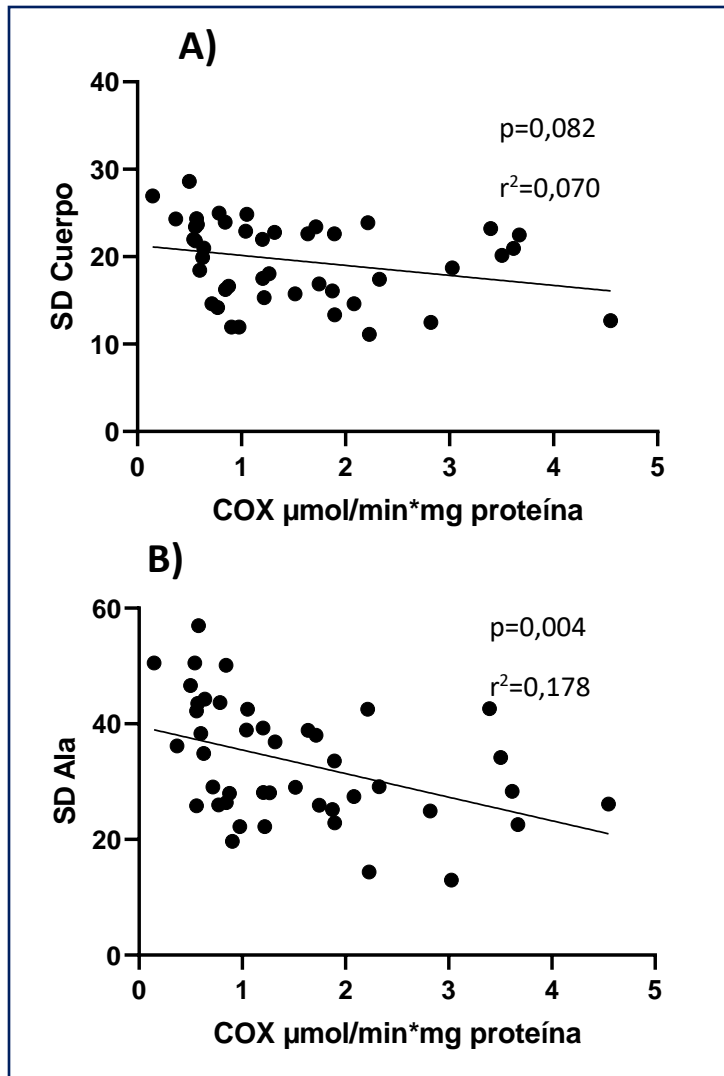 A)
40
p=0,082
30
r²=0,070
20
10
0
SD Cuerpo
0 1 2 3 4 5
COX µmol/min*mg proteína
B)
60
p=0,004
r²=0,178
40
20
0
SD Ala
0 1 2 3 4 5
COX µmol/min*mg proteína